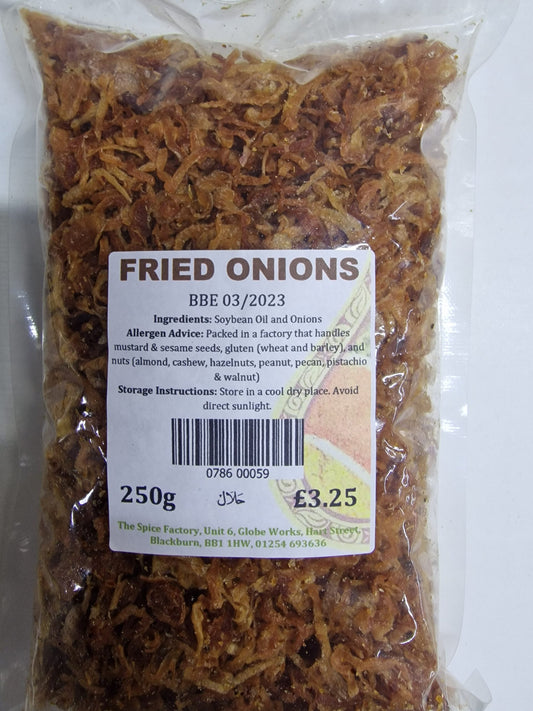 FRIED ONIONS
BBE 03/2023
Ingredients: Soybean Oil and Onions
Allergen Advice: Packed in a factory that handles
mustard & sesame seeds, gluten (wheat and barley), and
nuts (almond, cashew, hazelnuts, peanut, pecan, pistachio
& walnut)
Storage Instructions: Store in a cool dry place. Avoid
direct sunlight.
0786 00059
250g حلال £3.25
The Spice Factory, Unit 6, Globe Works, Hart Street,
Blackburn, BB1 1HW, 01254 693636